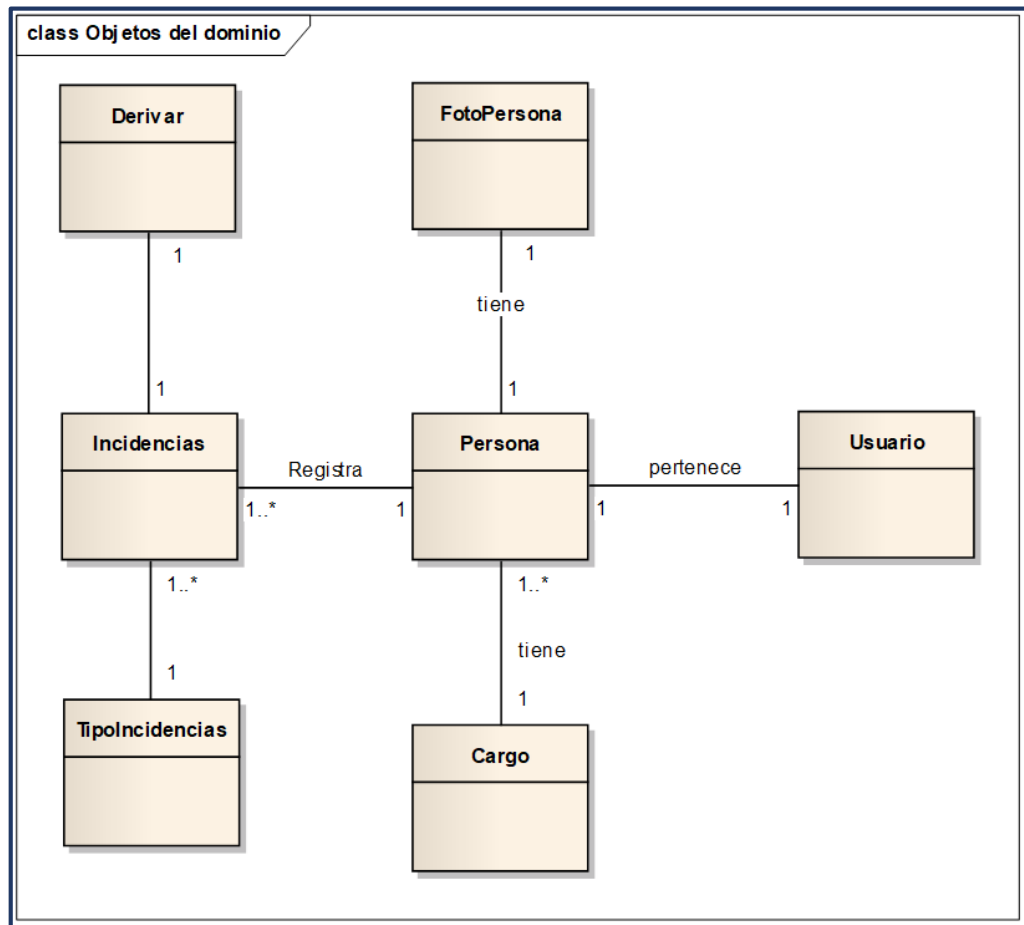 class Objetos del dominio
Derivar
FotoPersona
1
1
tiene
1
1
Incidencias
Persona
Usuario
Registra
pertenece
1..*
1
1
1
1..*
1..*
tiene
1
1
TipoIncidencias
Cargo